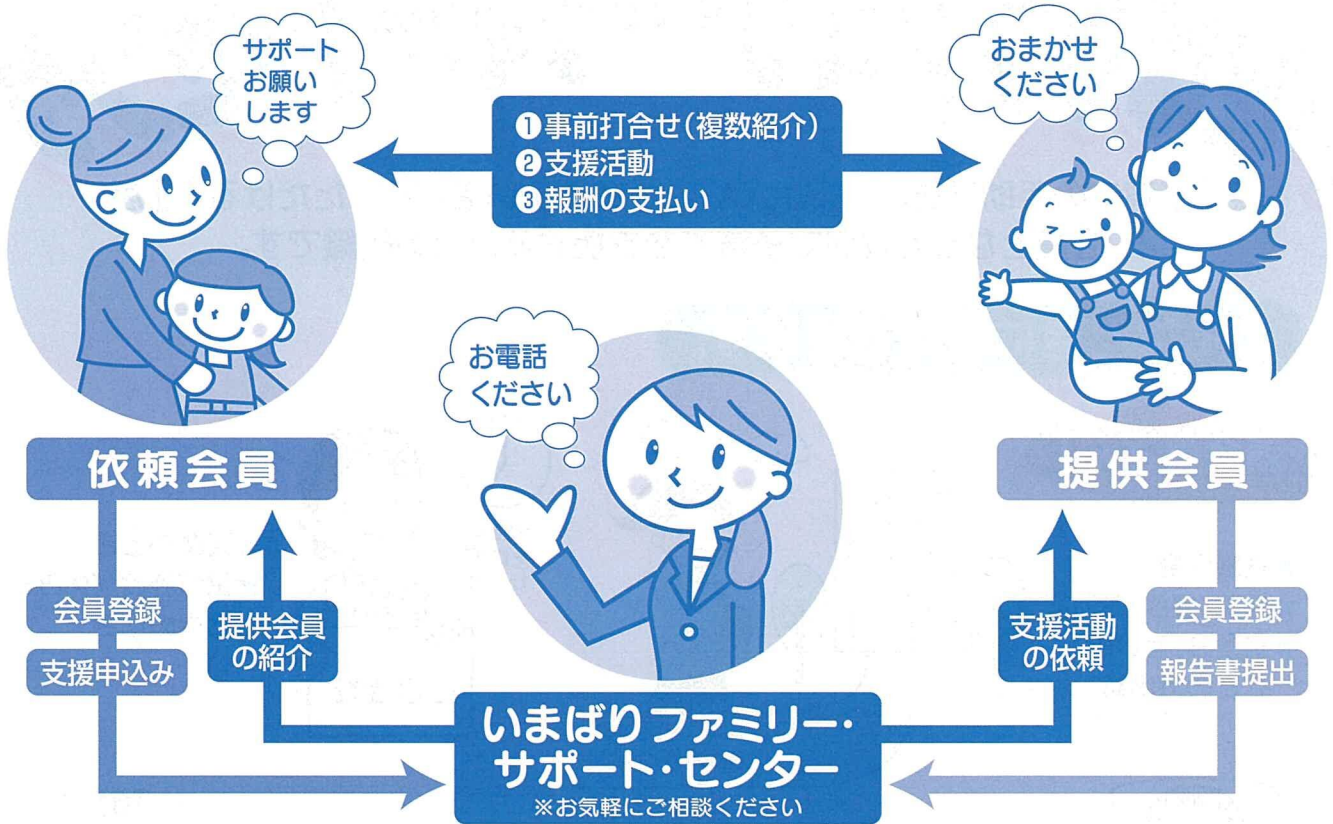 サポート
お願い
します
おまかせ
ください
❶事前打合せ(複数紹介)
❷支援活動
❸報酬の支払い
お電話
ください
依頼会員
提供会員
会員登録
支援申込み
提供会員
の紹介
支援活動
の依頼
会員登録
報告書提出
いまばりファミリー・
サポート・センター
※お気軽にご相談ください